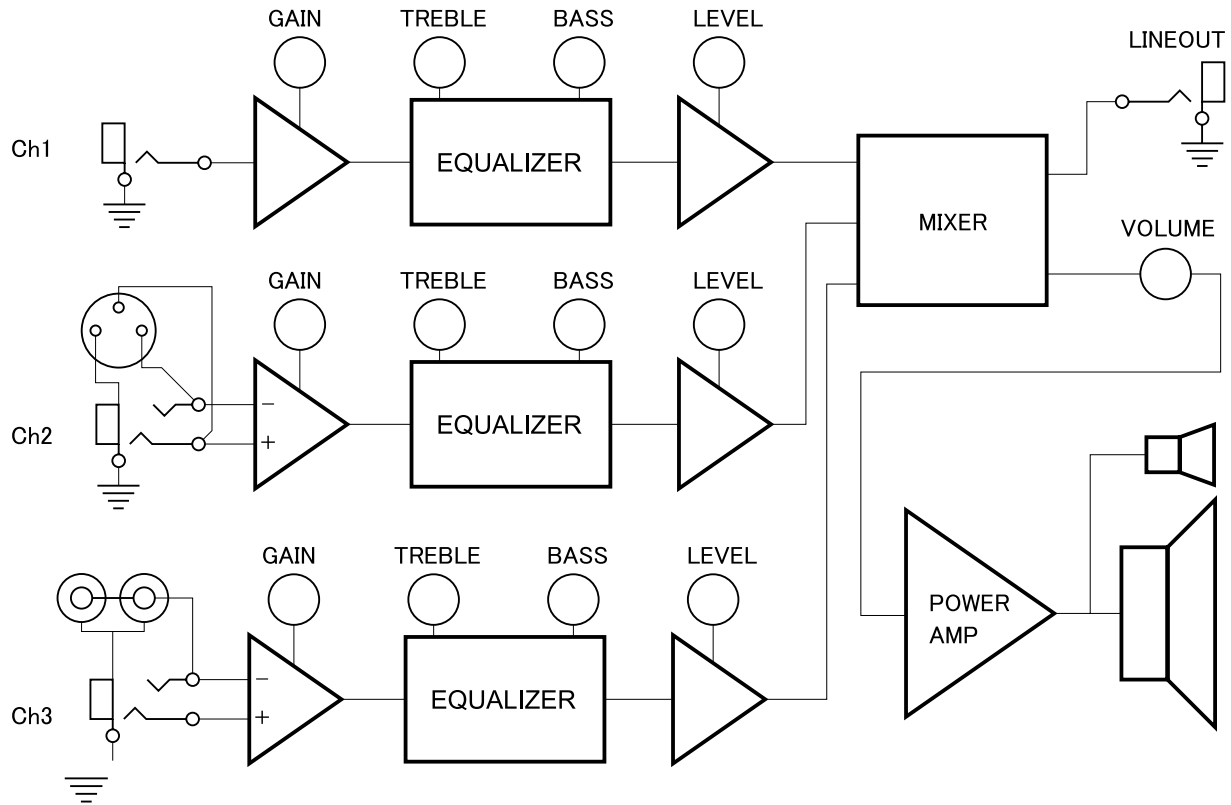 GAIN TREBLE BASS LEVEL
LINEOUT
Ch1
EQUALIZER
MIXER
VOLUME
GAIN TREBLE BASS LEVEL
Ch2
-
+
EQUALIZER
GAIN TREBLE BASS LEVEL
POWER
AMP
Ch3
-
+
EQUALIZER